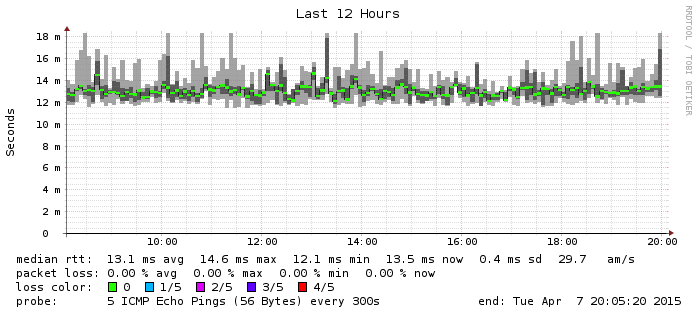 Last 12 Hours
RRDTOOL / TOBI OETIKER
Seconds
18 m
16 m
14 m
12 m
10 m
8 m
6 m
4 m
2 m
0
10:00 12:00 14:00 16:00 18:00 20:00
median rtt: 13.1 ms avg 14.6 ms max 12.1 ms min 13.5 ms now 0.4 ms sd 29.7 am/s
packet loss: 0.00 % avg 0.00 % max 0.00 % min 0.00 % now
loss color: 0 1/5 2/5 3/5 4/5
probe: 5 ICMP Echo Pings (56 Bytes) every 300s end: Tue Apr 7 20:05:20 2015